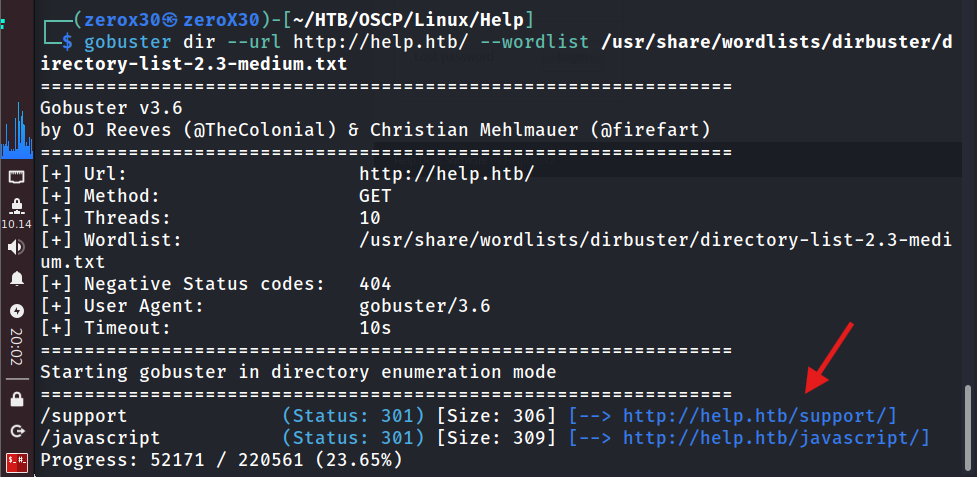 (zerox30㉿ zeroX30)-[~/HTB/OSCP/Linux/Help]
$ gobuster dir --url http://help.htb/ --wordlist /usr/share/wordlists/dirbuster/d
irectory-list-2.3-medium.txt
===============================================================
Gobuster v3.6
by OJ Reeves (@TheColonial) & Christian Mehlmauer (@firefart)
===============================================================
[+] Url: http://help.htb/
[+] Method: GET
[+] Threads: 10
[+] Wordlist: /usr/share/wordlists/dirbuster/directory-list-2.3-medi
um.txt
[+] Negative Status codes: 404
[+] User Agent: gobuster/3.6
[+] Timeout: 10s
===============================================================
Starting gobuster in directory enumeration mode
===============================================================
/support (Status: 301) [Size: 306] [--> http://help.htb/support/]
/javascript (Status: 301) [Size: 309] [--> http://help.htb/javascript/]
Progress: 52171 / 220561 (23.65%)
10.14
20:02